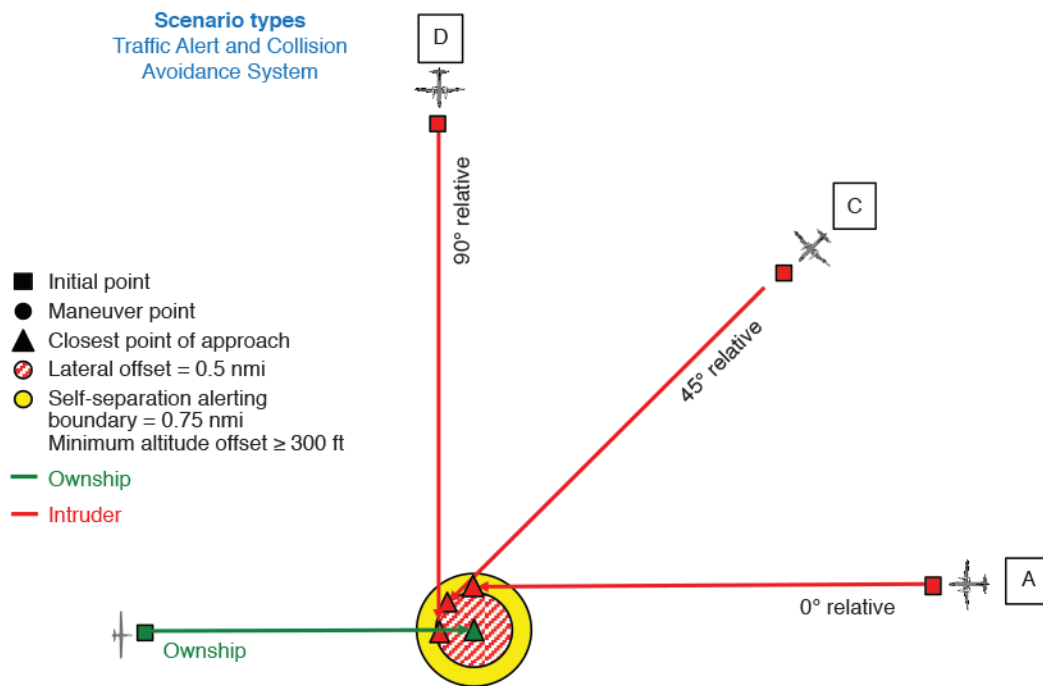 Scenario types
Traffic Alert and Collision
Avoidance System
D
C
90° relative
45° relative
Initial point
Maneuver point
Closest point of approach
Lateral offset = 0.5 nmi
Self-separation alerting
boundary = 0.75 nmi
Minimum altitude offset ≥ 300 ft
Ownship
Intruder
A
0° relative
Ownship